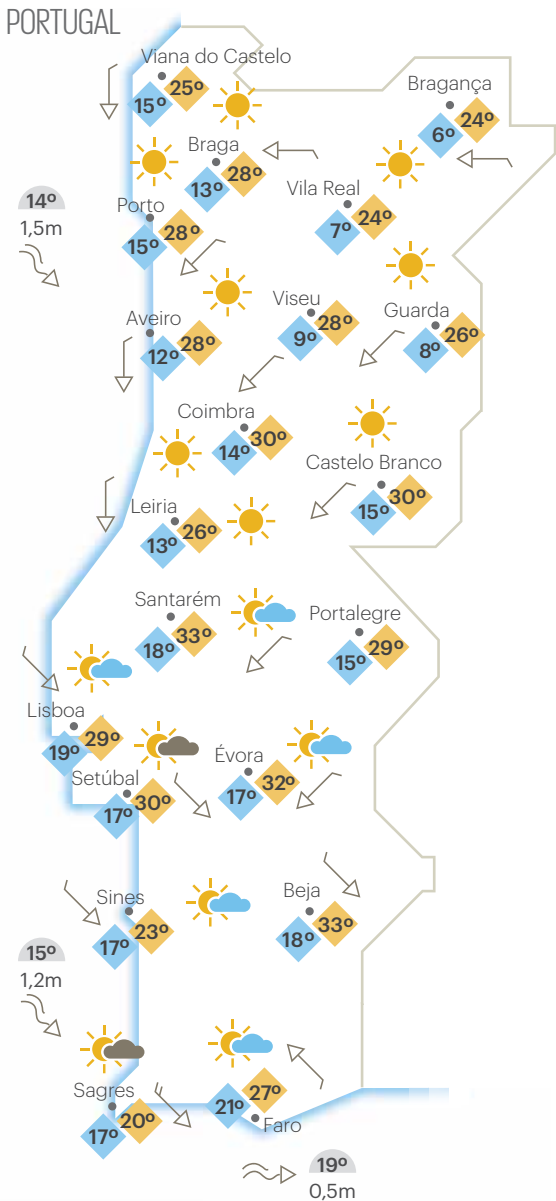 PORTUGAL
Viana do Castelo
15º 25º
Bragança
6º 24º
Braga
13º 28º
Vila Real
7º 24º
14º
1,5m
Porto
15º 28º
Viseu
9º 28º
Guarda
8º 26º
Aveiro
12º 28º
Coimbra
14º 30º
Castelo Branco
15º 30º
Leiria
13º 26º
Santarém
18º 33º
Portalegre
15º 29º
Lisboa
19º 29º
Évora
17º 32º
Setúbal
17º 30º
Sines
17º 23º
Beja
18º 33º
15º
1,2m
Sagres
17º 20º
21º 27º
Faro
19º
0,5m